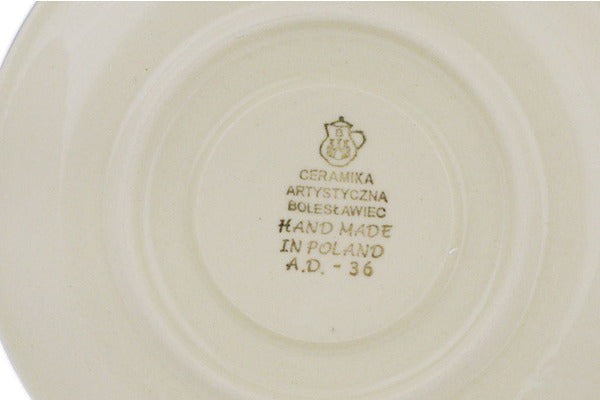 CERAMIKA
ARTYSTYCZNA
BOLESŁAWIEC
HAND MADE
IN POLAND
A.D. - 36